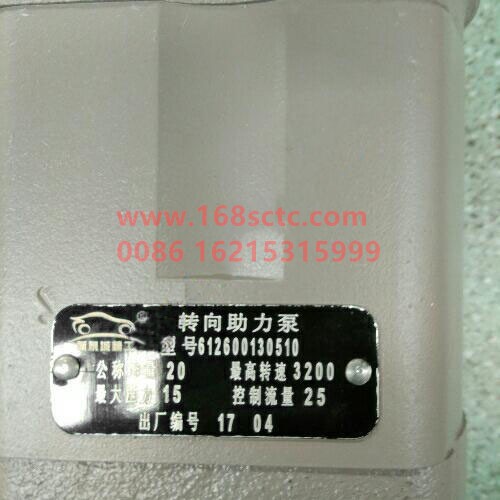 www.168sctc.com
0086 16215315999
转向助力泵
型号612600130510
公称 20 最高转速 3200
最大压力 15 控制流量 25
出厂编号 17 04